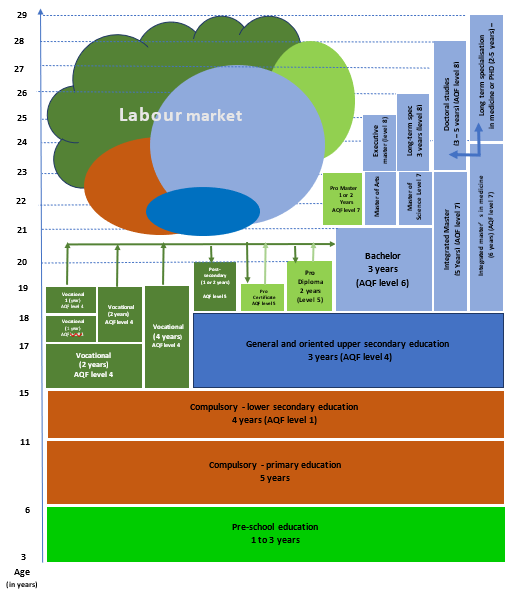 29
28
27
26
25
24
23
22
21
20
19
18
17
15
11
6
3
Age
(in years)
Labour market
Long term specialisation
in medicine or PHD (2-5 years) –
Doctoral studies
(3 – 5 years) (AQF level 8)
Long-term spec
3 years (level 8)
Executive
master (level 8)
Pro Master
1 or 2
Years
AQF level 7
Master of Arts
Master of
Science Level 7
Integrated Master
(5 Years) (AQF level 7)
Integrated master' s in medicine
(6 years) (AQF level 7)
Bachelor
3 years
(AQF level 6)
Post-
secondary
(1 or 2 years)
AQF level 5
Pro
Certificate
AQF level 5
Pro
Diploma
2 years
(Level 5)
Vocational
1 (year)
AQF level 4
Vocational
(1 year)
Vocational
(2 years)
AQF level 4
Vocational
(4 years)
AQF level 4
Vocational
(2 years)
AQF level 4
General and oriented upper secondary education
3 years (AQF level 4)
Compulsory - lower secondary education
4 years (AQF level 1)
Compulsory - primary education
5 years
Pre-school education
1 to 3 years